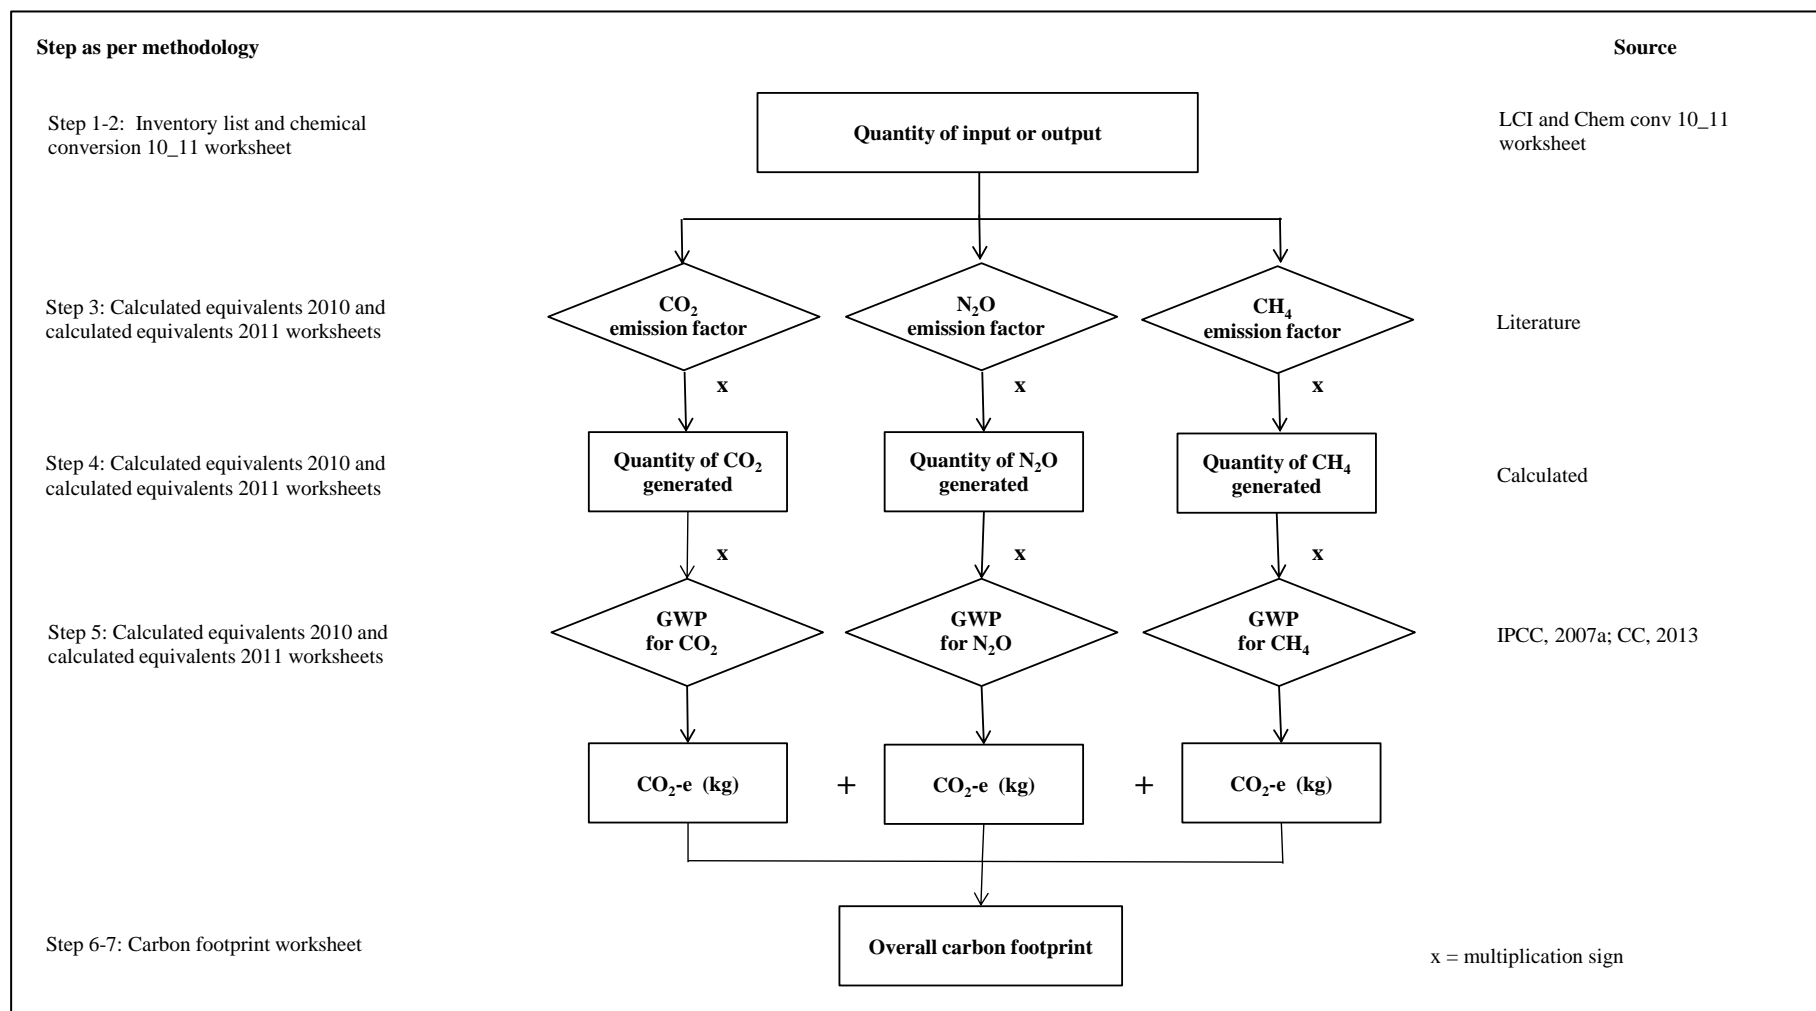 Step as per methodology
Source
Step 1-2:  Inventory list and chemical
conversion 10_11 worksheet
Quantity of input or output
LCI and Chem conv 10_11
worksheet
Step 3: Calculated equivalents 2010 and
calculated equivalents 2011 worksheets
CO₂
emission factor
N₂O
emission factor
CH₄
emission factor
Literature
x
x
x
Step 4: Calculated equivalents 2010 and
calculated equivalents 2011 worksheets
Quantity of CO₂
generated
Quantity of N₂O
generated
Quantity of CH₄
generated
Calculated
x
x
x
Step 5: Calculated equivalents 2010 and
calculated equivalents 2011 worksheets
GWP
for CO₂
GWP
for N₂O
GWP
for CH₄
IPCC, 2007a; CC, 2013
CO₂-e  (kg)
+
CO₂-e  (kg)
+
CO₂-e  (kg)
Step 6-7: Carbon footprint worksheet
Overall carbon footprint
x = multiplication sign